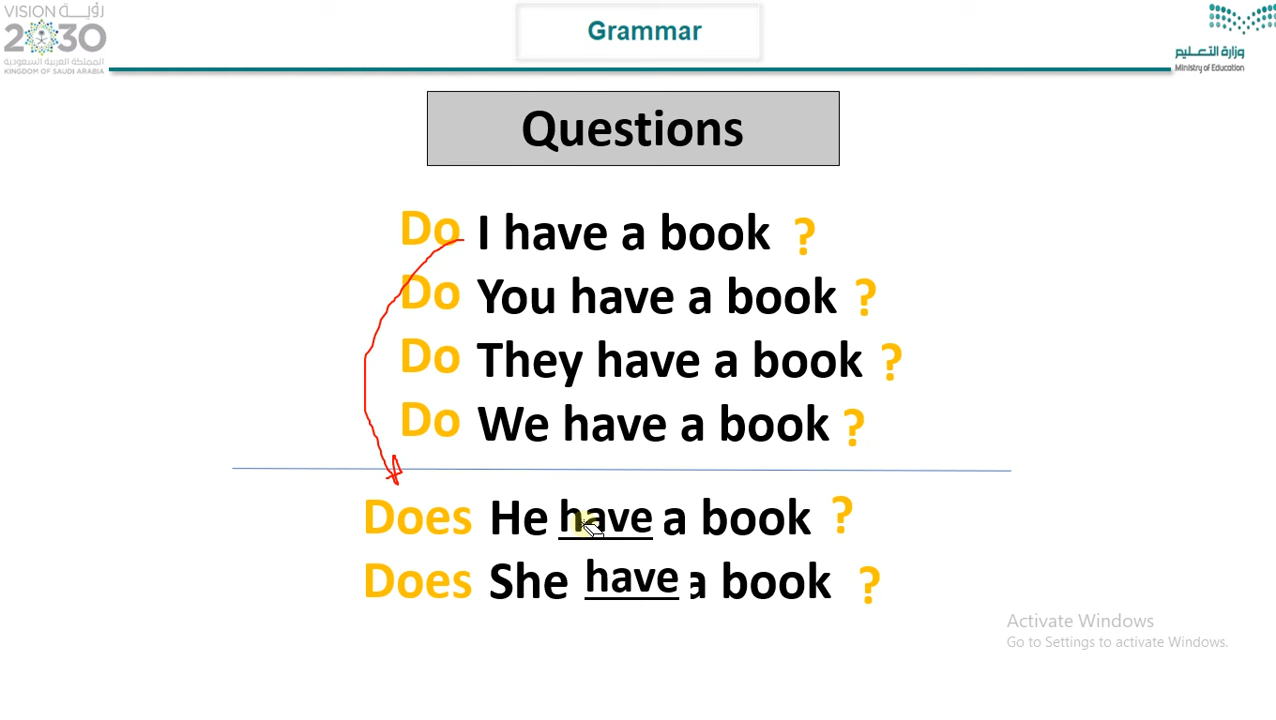 VISION رؤيـــة
2030
المملكة العربية السعودية
KINGDOM OF SAUDI ARABIA
Grammar
وزارة التعـليم
Ministry of Education
Questions
Do I have a book ?
Do You have a book ?
Do They have a book ?
Do We have a book ?
Does He have a book ?
Does She have a book ?
Activate Windows
Go to Settings to activate Windows.